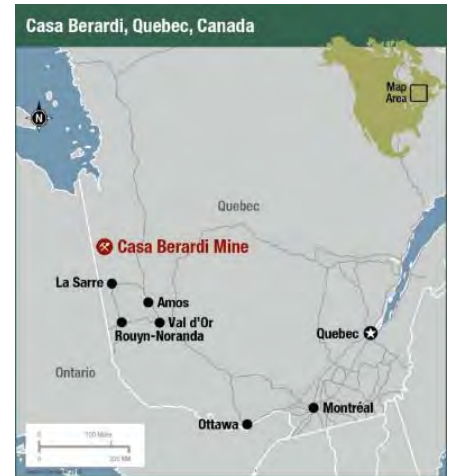 Casa Berardi, Quebec, Canada
Map
Area
N
Quebec
Casa Berardi Mine
La Sarre
Amos
Val d'Or
Rouyn-Noranda
Quebec
Ontario
Montréal
Ottawa
0 100 Miles